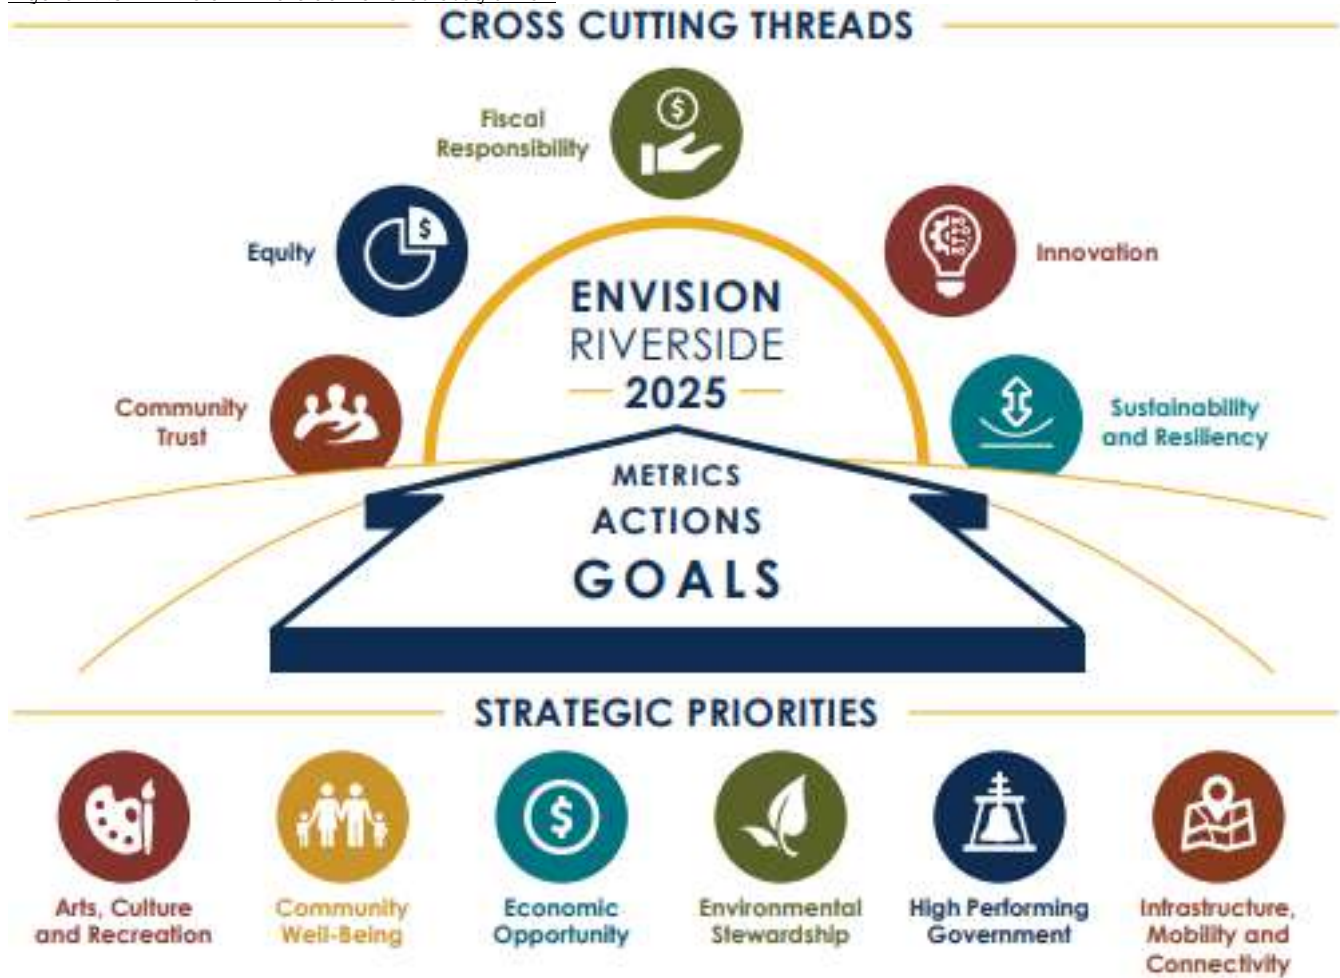 CROSS CUTTING THREADS
Fiscal
Responsibility
Equity
Innovation
ENVISION
RIVERSIDE
2025
Community
Trust
Sustainability
and Resiliency
METRICS
ACTIONS
GOALS
STRATEGIC PRIORITIES
Arts, Culture
and Recreation
Community
Well-Being
Economic
Opportunity
Environmental
Stewardship
High Performing
Government
Infrastructure,
Mobility and
Connectivity